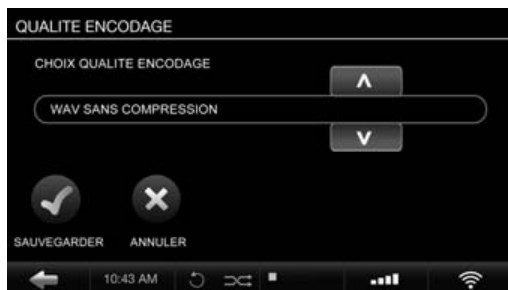 QUALITE ENCODAGE
CHOIX QUALITE ENCODAGE
WAV SANS COMPRESSION
SAUVEGARDER ANNULER
10:43 AM